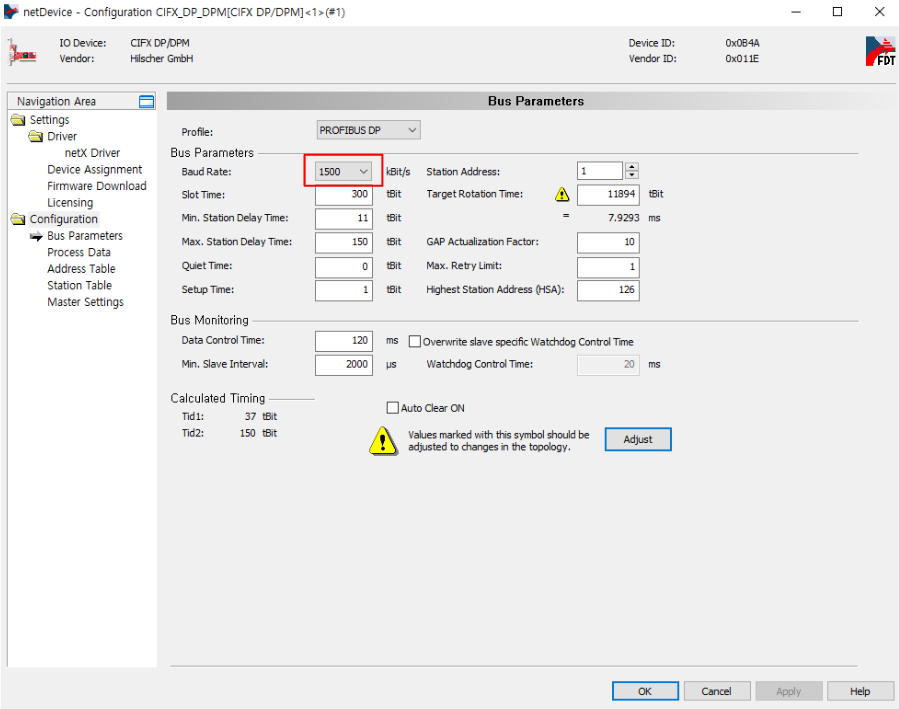 netDevice - Configuration CIFX_DP_DPM[CIFX DP/DPM]<1>(#1)
IO Device: CIFX DP/DPM Device ID: 0x0B4A
Vendor: Hilscher GmbH Vendor ID: 0x011E
FDT
Navigation Area
Settings
Driver
netX Driver
Device Assignment
Firmware Download
Licensing
Configuration
Bus Parameters
Process Data
Address Table
Station Table
Master Settings
Bus Parameters
Profile: PROFIBUS DP
Bus Parameters
Baud Rate: 1500 kBit/s Station Address: 1
Slot Time: 300 tBit Target Rotation Time: 11894 tBit
Min. Station Delay Time: 11 tBit = 7.9293 ms
Max. Station Delay Time: 150 tBit GAP Actualization Factor: 10
Quiet Time: 0 tBit Max. Retry Limit: 1
Setup Time: 1 tBit Highest Station Address (HSA): 126
Bus Monitoring
Data Control Time: 120 ms Overwrite slave specific Watchdog Control Time
Min. Slave Interval: 2000 µs Watchdog Control Time: 20 ms
Calculated Timing
Auto Clear ON
Tid1: 37 tBit
Tid2: 150 tBit
Values marked with this symbol should be
adjusted to changes in the topology.
Adjust
OK Cancel Apply Help